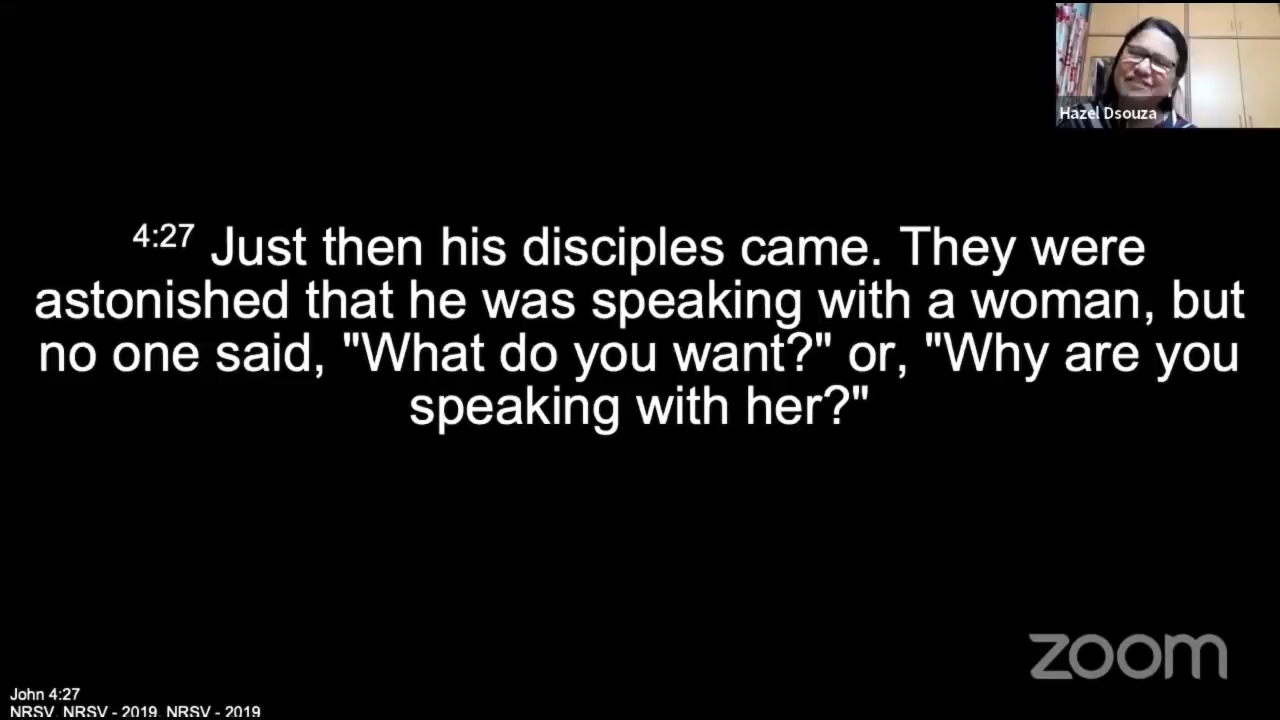 Hazel Dsouza
4:27 Just then his disciples came. They were
astonished that he was speaking with a woman, but
no one said, "What do you want?" or, "Why are you
speaking with her?"
zoom
John 4:27
NRSV, NRSV - 2019, NRSV - 2019